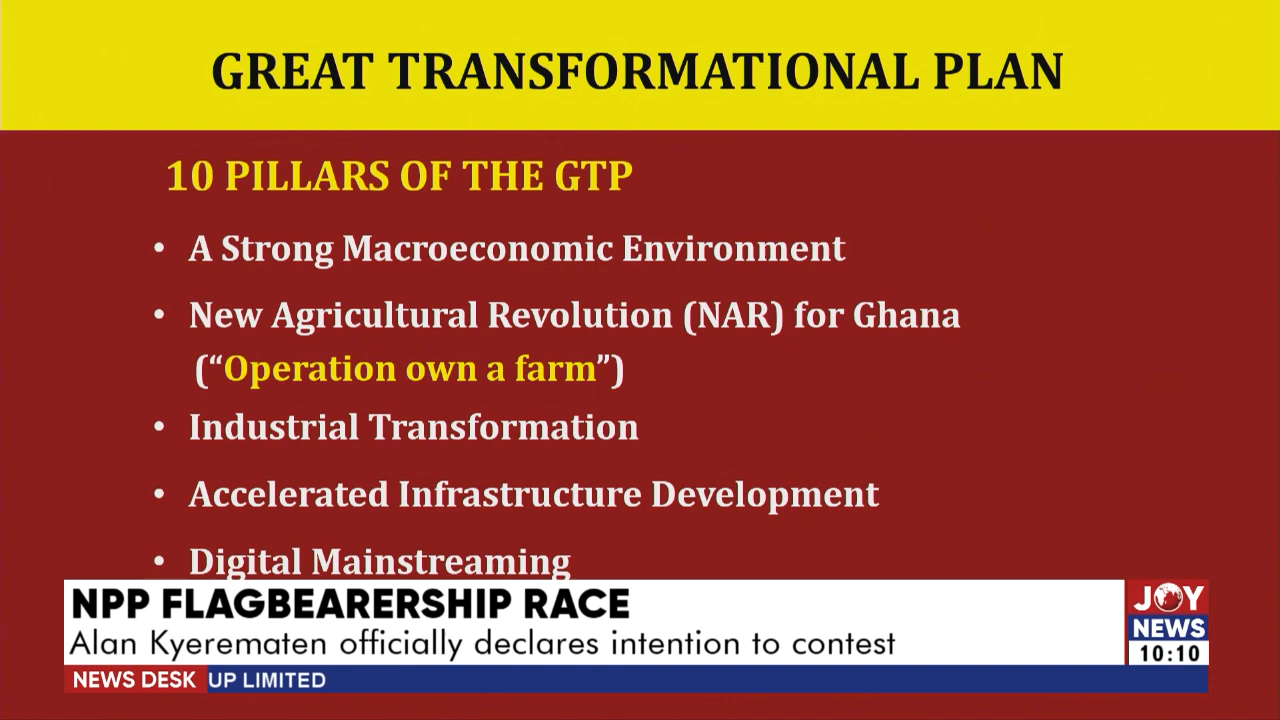 GREAT TRANSFORMATIONAL PLAN
10 PILLARS OF THE GTP
• A Strong Macroeconomic Environment
• New Agricultural Revolution (NAR) for Ghana
(“Operation own a farm”)
• Industrial Transformation
• Accelerated Infrastructure Development
• Digital Mainstreaming
NPP FLAGBEARERSHIP RACE
Alan Kyerematen officially declares intention to contest
JOY
NEWS
10:10
NEWS DESK UP LIMITED